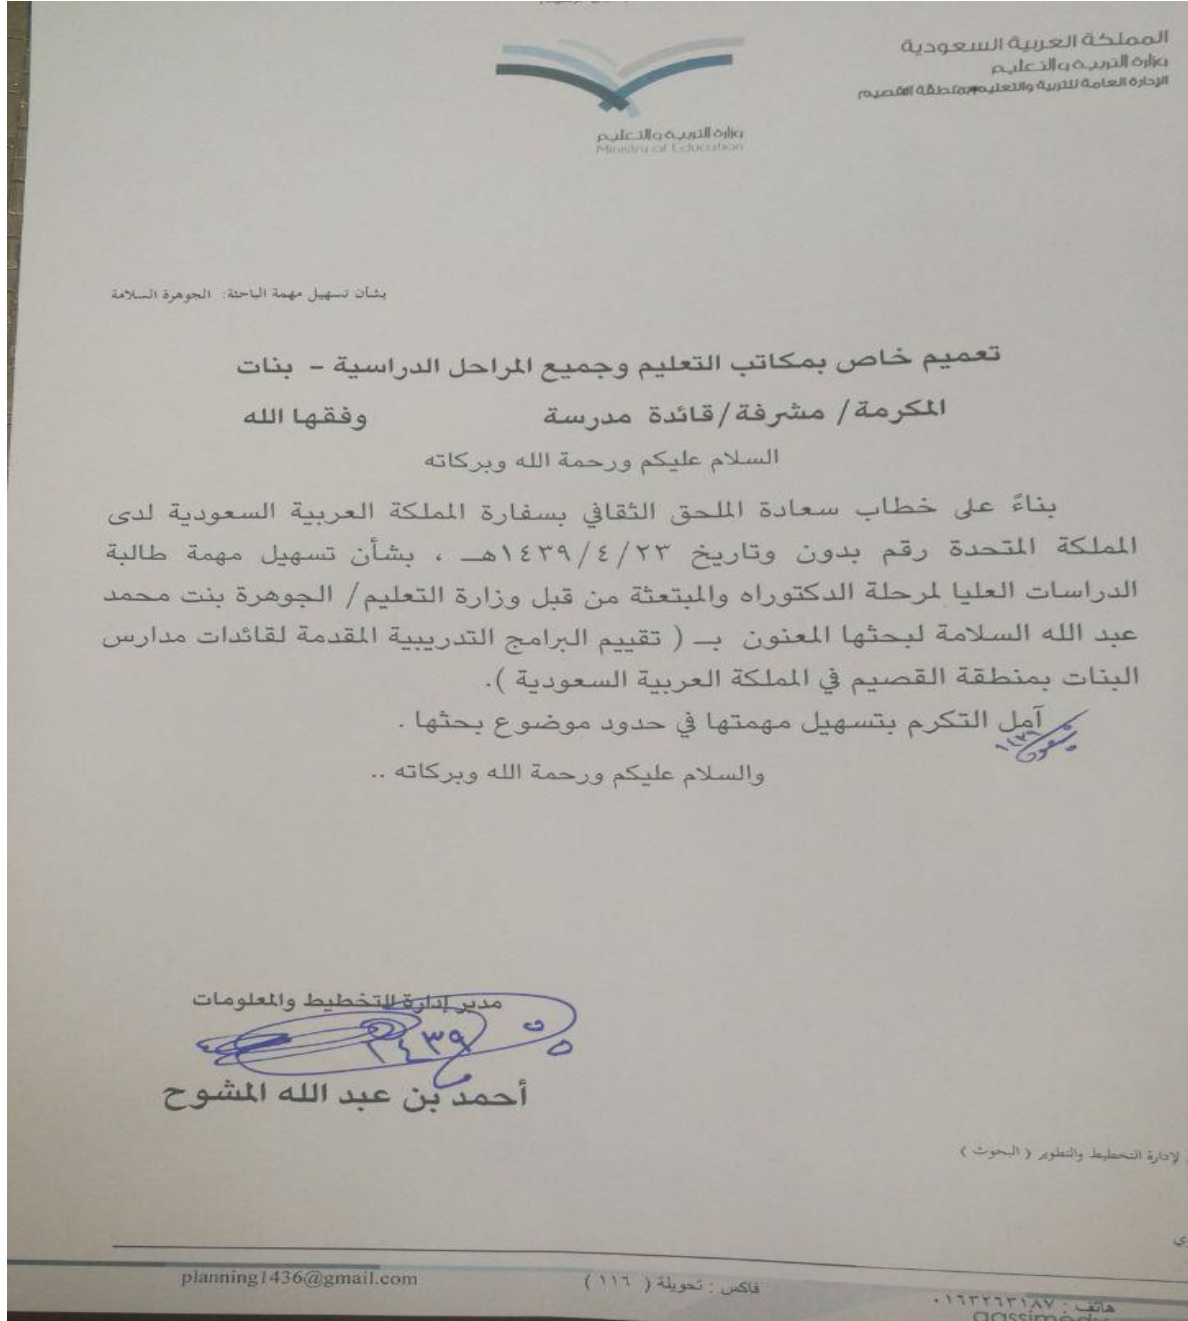 المملكة العربية السعودية
وزارة التربية والتعليم
الإدارة العامة للتربية والتعليم بمنطقة القصيم
وزارة التربية والتعليم
Ministry of Education
بشأن تسهيل مهمة الباحثة: الجوهرة السلامة
تعميم خاص بمكاتب التعليم وجميع المراحل الدراسية – بنات
المكرمة/ مشرفة/قائدة مدرسة وفقها الله
السلام عليكم ورحمة الله وبركاته
بناءً على خطاب سعادة الملحق الثقافي بسفارة المملكة العربية السعودية لدى
المملكة المتحدة رقم بدون وتاريخ ١٤٣٩/٤/٢٣هـ ، بشأن تسهيل مهمة طالبة
الدراسات العليا لمرحلة الدكتوراه والمبتعثة من قبل وزارة التعليم/ الجوهرة بنت محمد
عبد الله السلامة لبحثها المعنون بـ ( تقييم البرامج التدريبية المقدمة لقائدات مدارس
البنات بمنطقة القصيم في المملكة العربية السعودية ).
آمل التكرم بتسهيل مهمتها في حدود موضوع بحثها .
والسلام عليكم ورحمة الله وبركاته ..
مدير إدارة التخطيط والمعلومات
أحمد بن عبد الله المشوح
لإدارة التخطيط والتطوير ( البحوث )
planning1436@gmail.com
فاكس : تحويلة ( ١١٦ )
هاتف : ٠١٦٣٢٦٣١٨٧